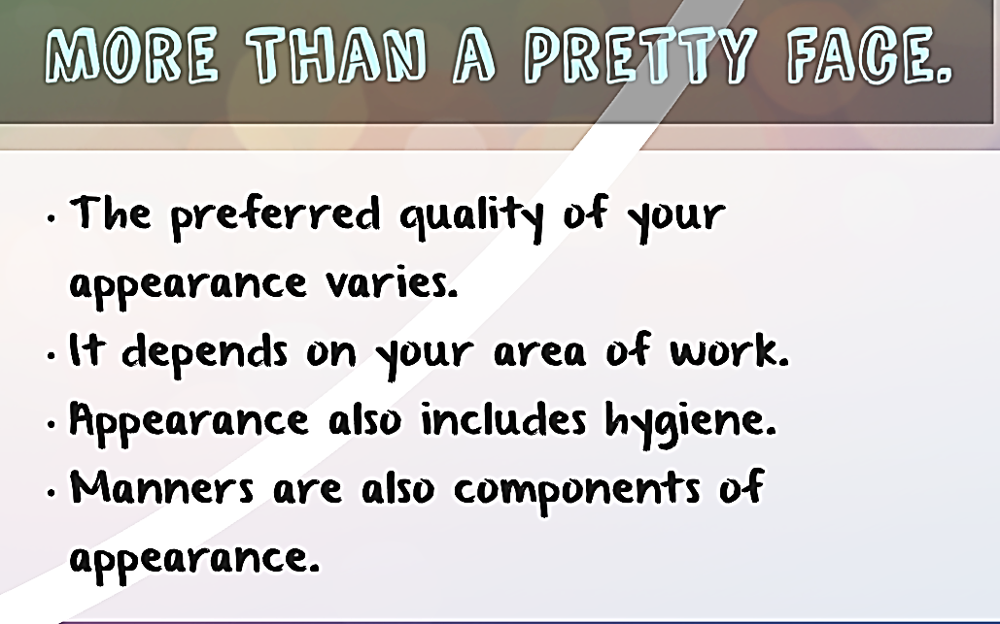 MORE THAN A PRETTY FACE.
• The preferred quality of your
appearance varies.
• It depends on your area of work.
• Appearance also includes hygiene.
• Manners are also components of
appearance.